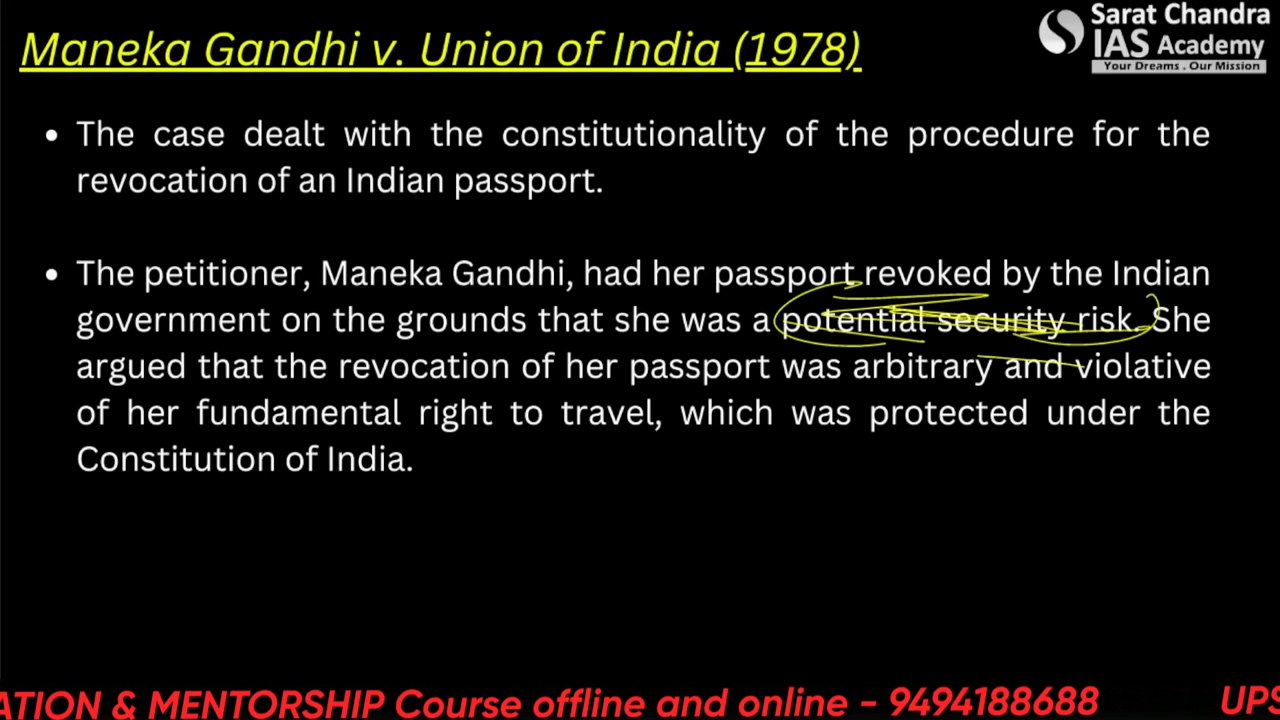 Maneka Gandhi v. Union of India (1978)
Sarat Chandra
IAS Academy
Your Dreams . Our Mission
• The case dealt with the constitutionality of the procedure for the
revocation of an Indian passport.
• The petitioner, Maneka Gandhi, had her passport revoked by the Indian
government on the grounds that she was a potential security risk. She
argued that the revocation of her passport was arbitrary and violative
of her fundamental right to travel, which was protected under the
Constitution of India.
ATION & MENTORSHIP Course offline and online - 9494188688 UPS